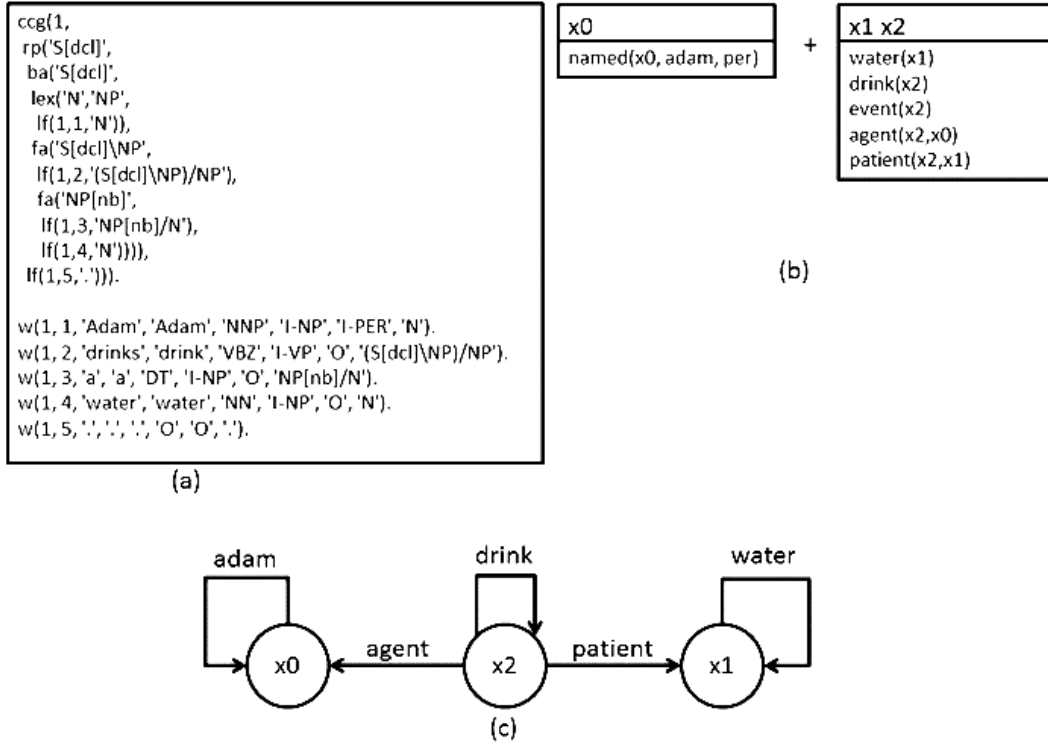 ccg(1,
rp('S[dcl]',
ba('S[dcl]',
lex('N','NP',
lf(1,1,'N')),
fa('S[dcl]\NP',
lf(1,2,'(S[dcl]\NP)/NP'),
fa('NP[nb]',
lf(1,3,'NP[nb]/N'),
lf(1,4,'N')))),
lf(1,5,'.'))).
w(1, 1, 'Adam', 'Adam', 'NNP', 'I-NP', 'I-PER', 'N').
w(1, 2, 'drinks', 'drink', 'VBZ', 'I-VP', 'O', '(S[dcl]\NP)/NP').
w(1, 3, 'a', 'a', 'DT', 'I-NP', 'O', 'NP[nb]/N').
w(1, 4, 'water', 'water', 'NN', 'I-NP', 'O', 'N').
w(1, 5, '.', '.', '.', 'O', 'O', '.').
(a)
x0
named(x0, adam, per)
+
x1 x2
water(x1)
drink(x2)
event(x2)
agent(x2,x0)
patient(x2,x1)
(b)
adam drink water
x0 agent x2 patient x1
(c)